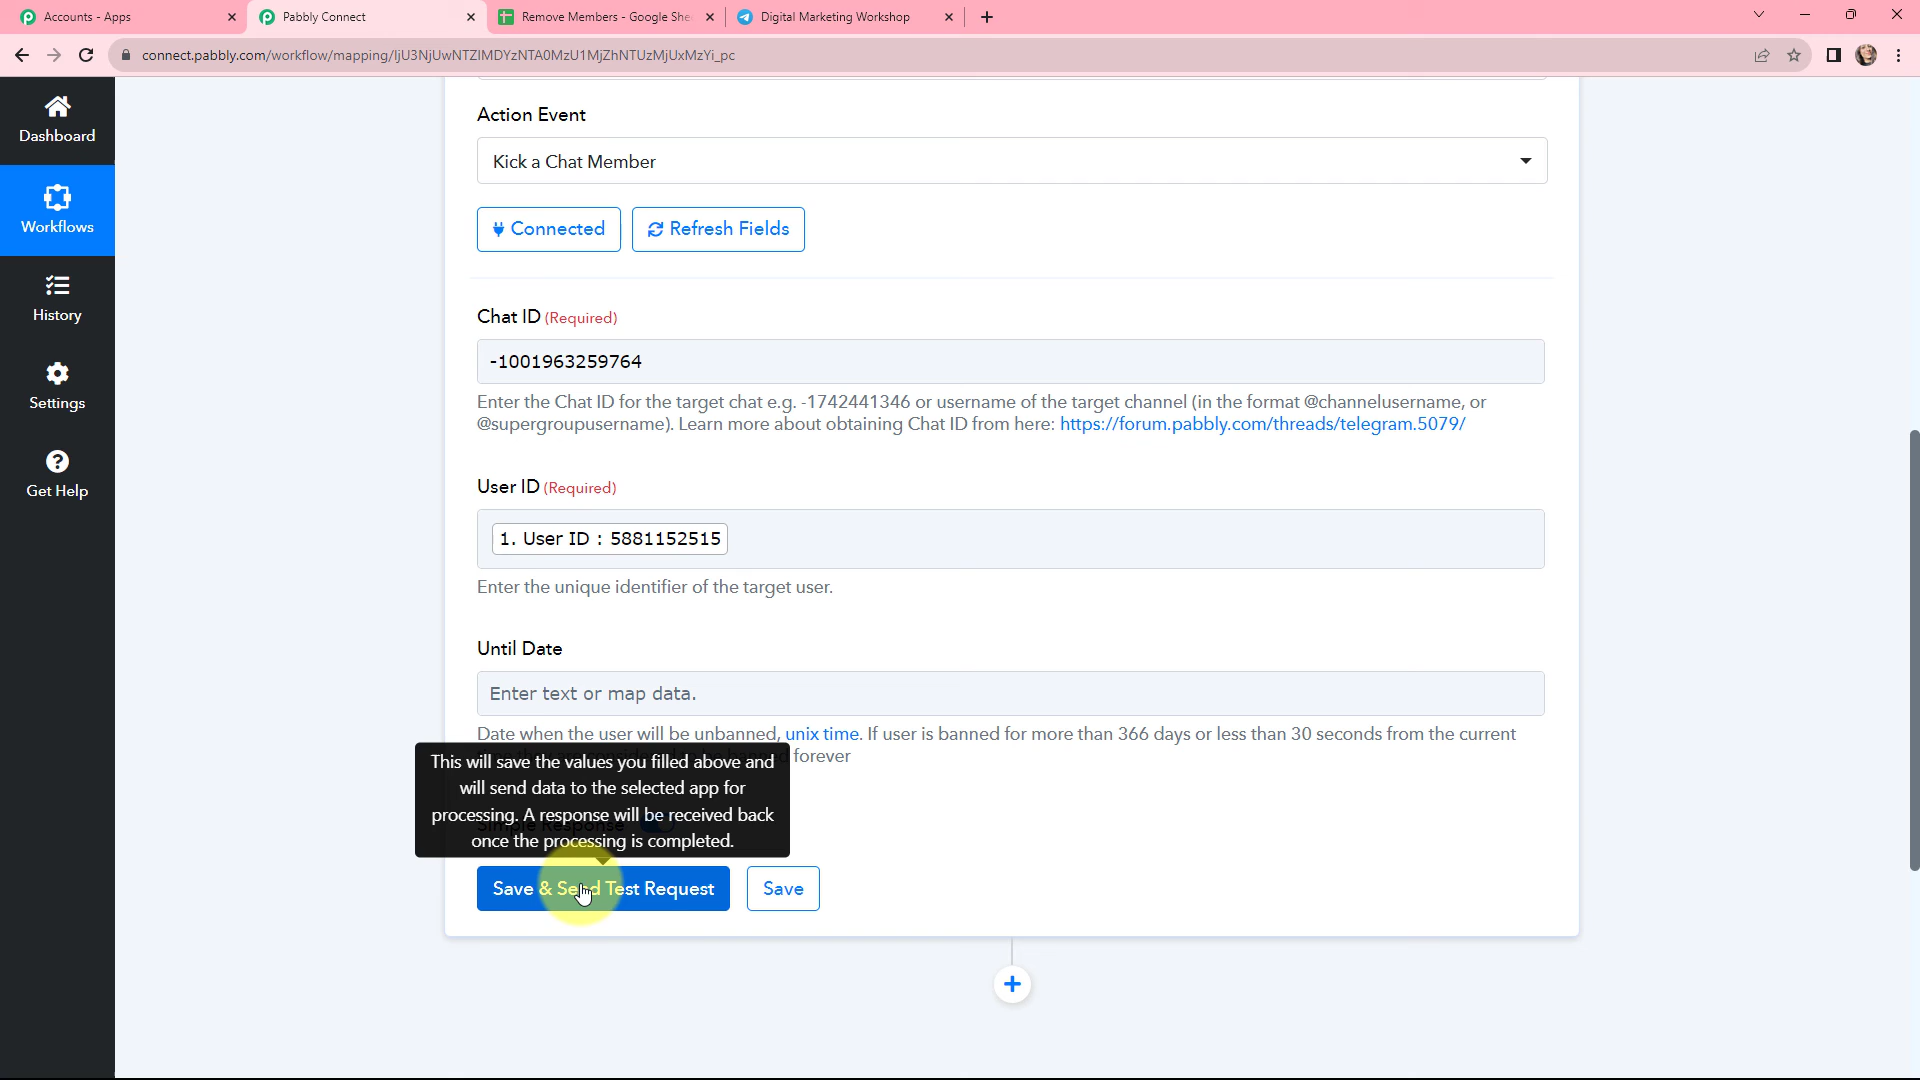 Accounts - Apps
Pabbly Connect
Remove Members - Google She
Digital Marketing Workshop
connect.pabbly.com/workflow/mapping/IjU3NjUwNTZlMDYzNTA0MzU1MjZhNTUzMjUxMzYi_pc
Dashboard
Workflows
History
Settings
Get Help
Action Event
Kick a Chat Member
Connected
Refresh Fields
Chat ID (Required)
-1001963259764
Enter the Chat ID for the target chat e.g. -1742441346 or username of the target channel (in the format @channelusername, or
@supergroupusername). Learn more about obtaining Chat ID from here: https://forum.pabbly.com/threads/telegram.5079/
User ID (Required)
1. User ID : 5881152515
Enter the unique identifier of the target user.
Until Date
Enter text or map data.
Date when the user will be unbanned, unix time. If user is banned for more than 366 days or less than 30 seconds from the current
forever
This will save the values you filled above and
will send data to the selected app for
processing. A response will be received back
once the processing is completed.
Simple Response
Save & Send Test Request
Save